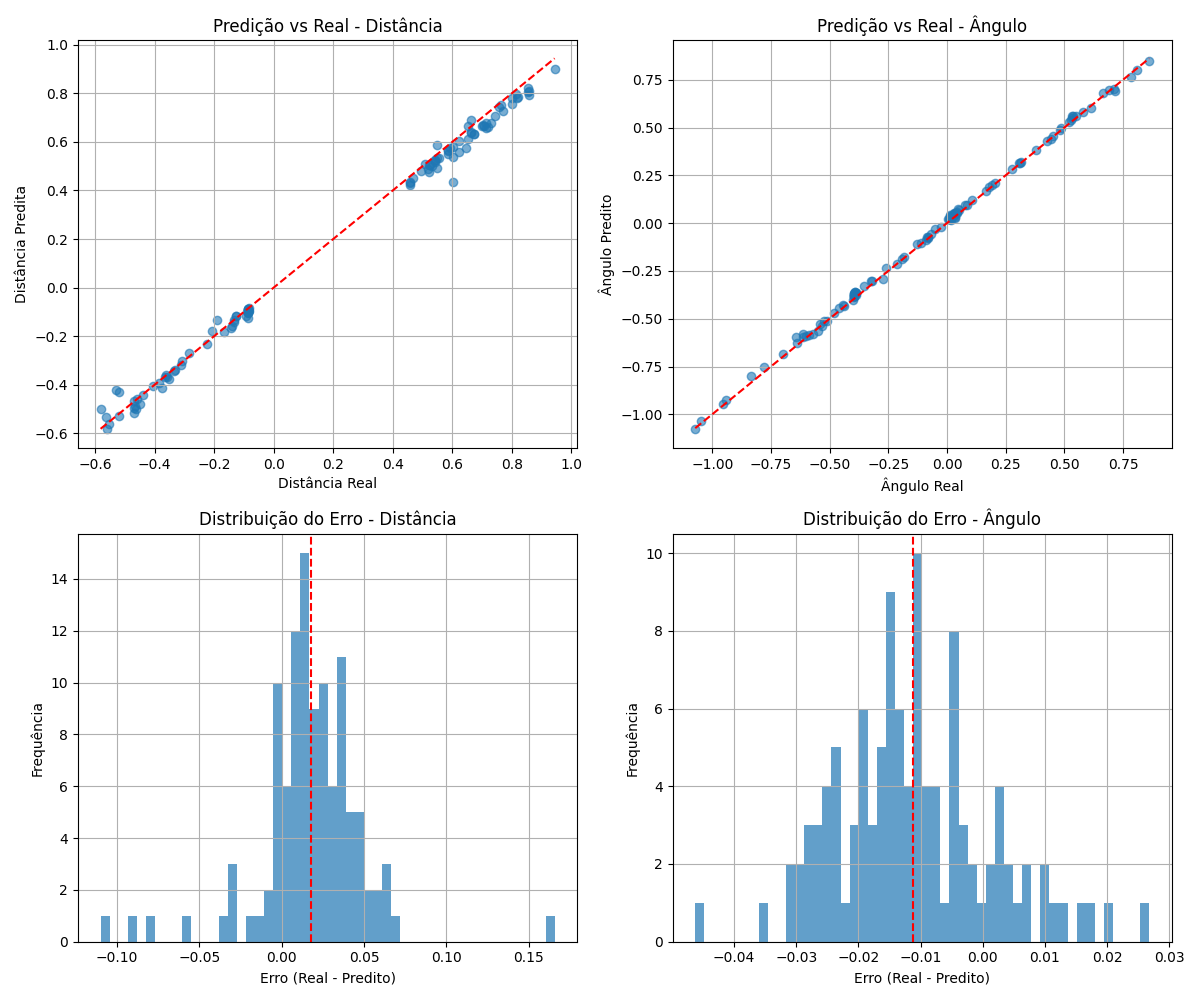 Predição vs Real - Distância
Distância Predita
1.0
0.8
0.6
0.4
0.2
0.0
−0.2
−0.4
−0.6
−0.6 −0.4 −0.2 0.0 0.2 0.4 0.6 0.8 1.0
Distância Real
Predição vs Real - Ângulo
Ângulo Predito
0.75
0.50
0.25
0.00
−0.25
−0.50
−0.75
−1.00
−1.00 −0.75 −0.50 −0.25 0.00 0.25 0.50 0.75
Ângulo Real
Distribuição do Erro - Distância
Frequência
14
12
10
8
6
4
2
0
−0.10 −0.05 0.00 0.05 0.10 0.15
Erro (Real - Predito)
Distribuição do Erro - Ângulo
Frequência
10
8
6
4
2
0
−0.04 −0.03 −0.02 −0.01 0.00 0.01 0.02 0.03
Erro (Real - Predito)